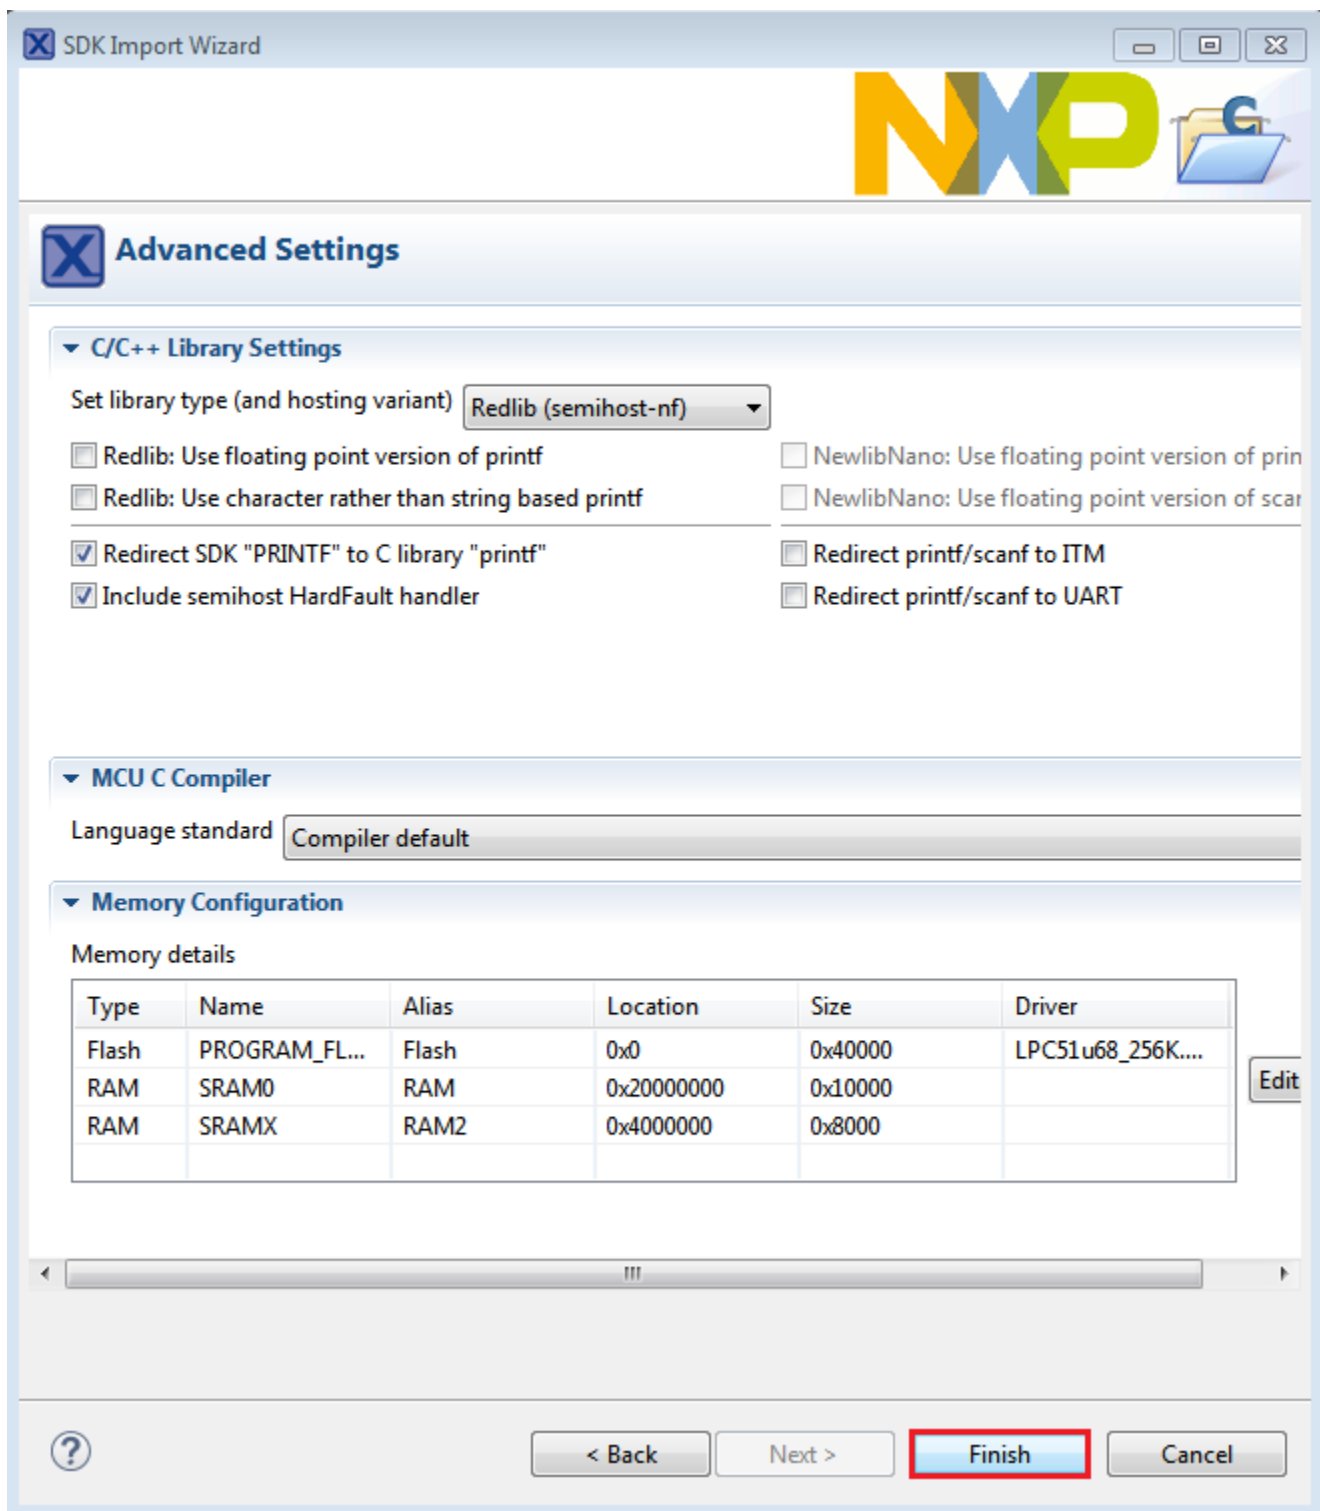 SDK Import Wizard
NXP
Advanced Settings
C/C++ Library Settings
Set library type (and hosting variant) Redlib (semihost-nf)
Redlib: Use floating point version of printf NewlibNano: Use floating point version of prin
Redlib: Use character rather than string based printf NewlibNano: Use floating point version of scan
Redirect SDK "PRINTF" to C library "printf" Redirect printf/scanf to ITM
Include semihost HardFault handler Redirect printf/scanf to UART
MCU C Compiler
Language standard Compiler default
Memory Configuration
Memory details
Type Name Alias Location Size Driver
Flash PROGRAM_FL... Flash 0x0 0x40000 LPC51u68_256K....
RAM SRAM0 RAM 0x20000000 0x10000
Edit
RAM SRAMX RAM2 0x4000000 0x8000
< Back Next > Finish Cancel